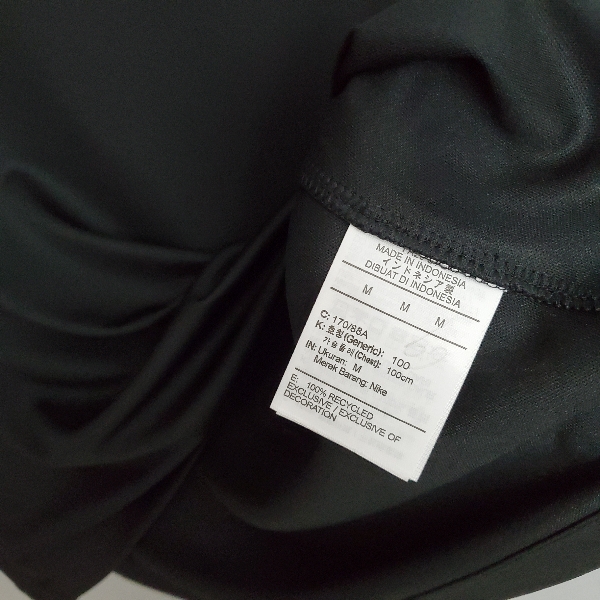 MADE IN INDONESIA
インドネシア製
DIBUAT DI INDONESIA
M M M
C: 170/88A
K: 호칭(Generic): 100
가슴둘레(Chest): 100cm
IN: Ukuran: M
Merek Barang: Nike
E: 100% RECYCLED
EXCLUSIVE / EXCLUSIVE OF
DECORATION